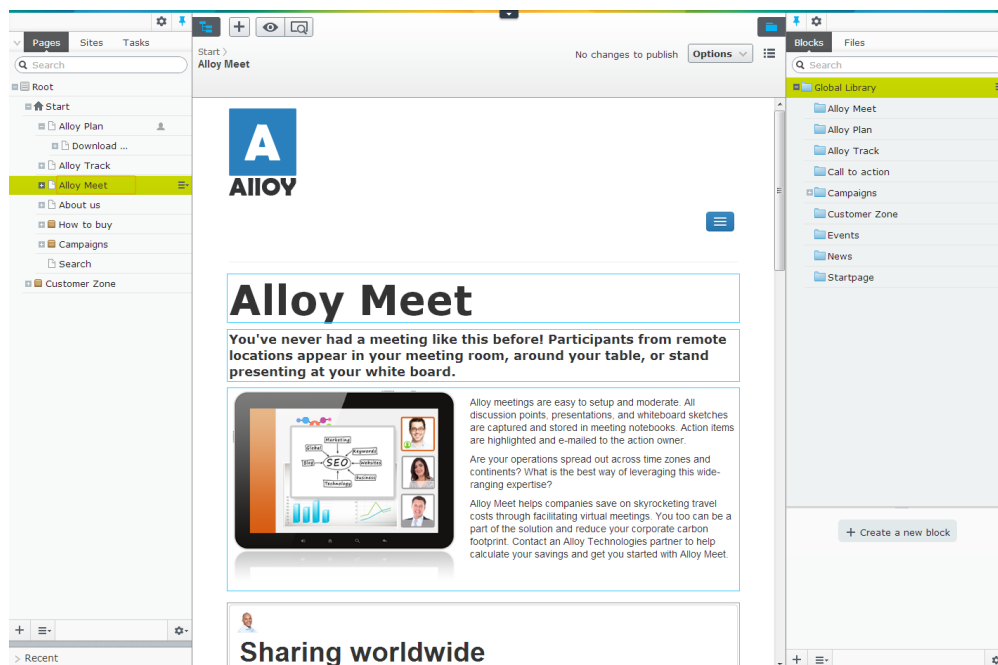 Pages Sites Tasks
Search
Root
Start
Alloy Plan
Download ...
Alloy Track
Alloy Meet
About us
How to buy
Campaigns
Search
Customer Zone
> Recent
Start >
Alloy Meet
No changes to publish
Options
A
Alloy
Alloy Meet
You've never had a meeting like this before! Participants from remote
locations appear in your meeting room, around your table, or stand
presenting at your white board.
Marketing
Global
Keywords
Blog
SEO
Websites
Technology
Business
Alloy meetings are easy to setup and moderate. All
discussion points, presentations, and whiteboard sketches
are captured and stored in meeting notebooks. Action items
are highlighted and e-mailed to the action owner.
Are your operations spread out across time zones and
continents? What is the best way of leveraging this wide-
ranging expertise?
Alloy Meet helps companies save on skyrocketing travel
costs through facilitating virtual meetings. You too can be a
part of the solution and reduce your corporate carbon
footprint. Contact an Alloy Technologies partner to help
calculate your savings and get you started with Alloy Meet.
Sharing worldwide
Blocks Files
Search
Global Library
Alloy Meet
Alloy Plan
Alloy Track
Call to action
Campaigns
Customer Zone
Events
News
Startpage
+ Create a new block